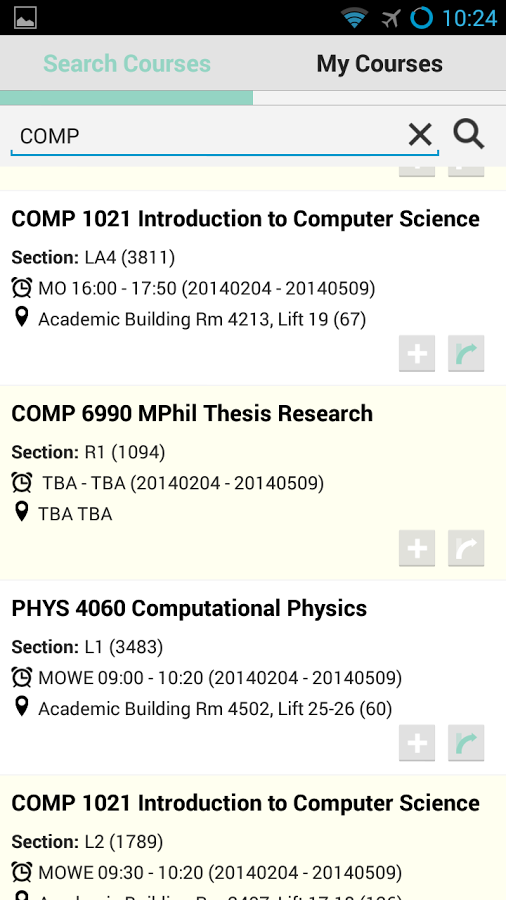 10:24
Search Courses
My Courses
COMP
COMP 1021 Introduction to Computer Science
Section: LA4 (3811)
MO 16:00 - 17:50 (20140204 - 20140509)
Academic Building Rm 4213, Lift 19 (67)
COMP 6990 MPhil Thesis Research
Section: R1 (1094)
TBA - TBA (20140204 - 20140509)
TBA TBA
PHYS 4060 Computational Physics
Section: L1 (3483)
MOWE 09:00 - 10:20 (20140204 - 20140509)
Academic Building Rm 4502, Lift 25-26 (60)
COMP 1021 Introduction to Computer Science
Section: L2 (1789)
MOWE 09:30 - 10:20 (20140204 - 20140509)
Academic Building Rm